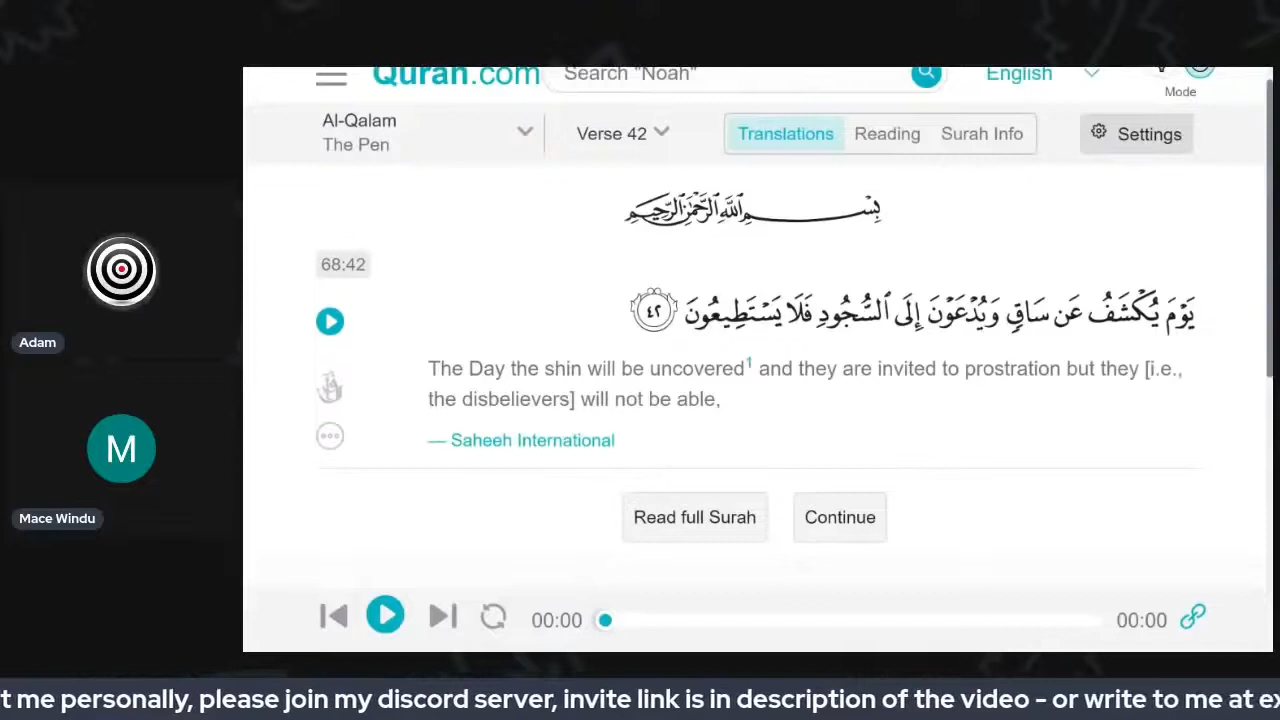 Quran.com
Search "Noah"
English
Mode
Al-Qalam
The Pen
Verse 42
Translations
Reading
Surah Info
Settings
بِسْمِ ٱللَّهِ ٱلرَّحْمَٰنِ ٱلرَّحِيمِ
68:42
يَوْمَ يُكْشَفُ عَن سَاقٍ وَيُدْعَوْنَ إِلَى ٱلسُّجُودِ فَلَا يَسْتَطِيعُونَ ٤٢
The Day the shin will be uncovered1 and they are invited to prostration but they [i.e.,
the disbelievers] will not be able,
— Saheeh International
Read full Surah
Continue
00:00
00:00
Adam
M
Mace Windu
t me personally, please join my discord server, invite link is in description of the video - or write to me at ex